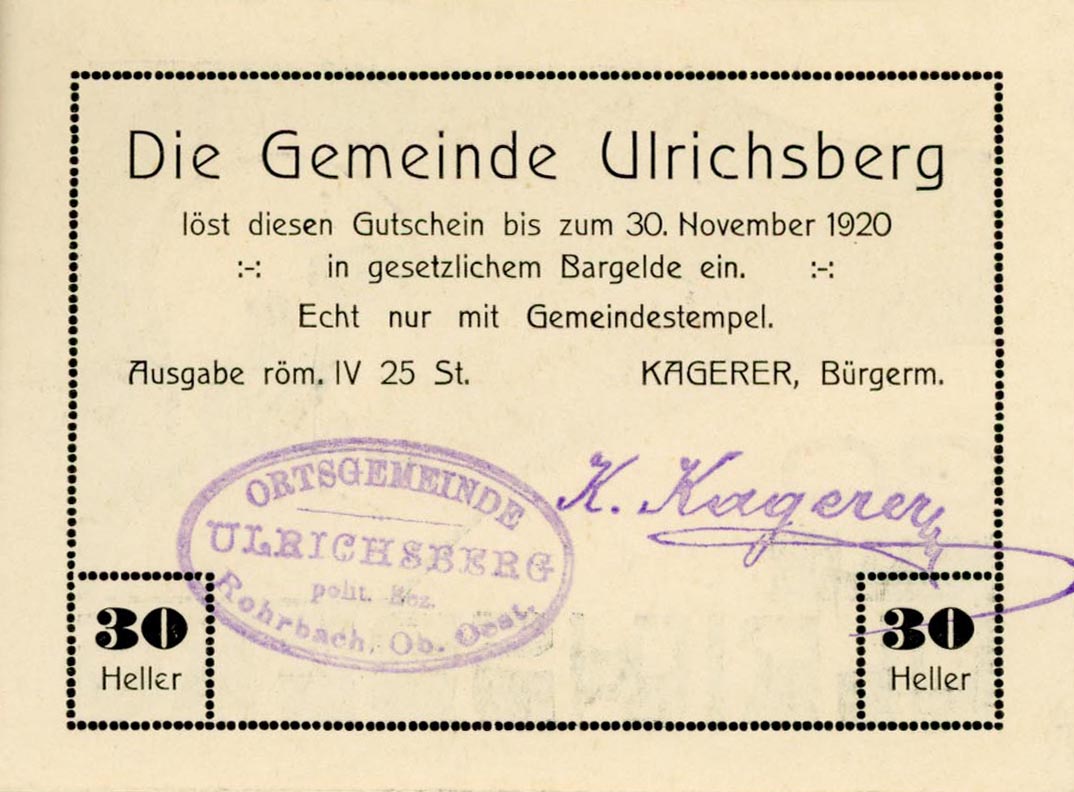 Die Gemeinde Ulrichsberg
löst diesen Gutschein bis zum 30. November 1920
:-: in gesetzlichem Bargelde ein. :-:
Echt nur mit Gemeindestempel.
Ausgabe röm. IV 25 St. KAGERER, Bürgerm.
K. Kagerer
ORTSGEMEINDE
ULRICHSBERG
polit. Bez.
Rohrbach, Ob. Oest.
30 30
Heller Heller